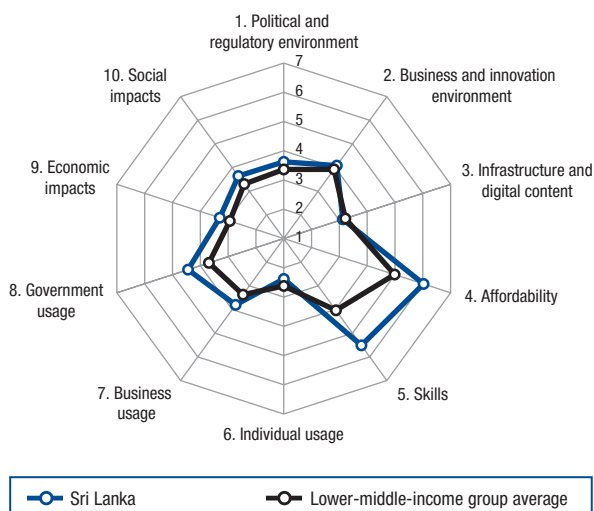 1. Political and
regulatory environment
2. Business and innovation
environment
3. Infrastructure and
digital content
4. Affordability
5. Skills
6. Individual usage
7. Business
usage
8. Government
usage
9. Economic
impacts
10. Social
impacts
7
6
5
4
3
2
1
Sri Lanka
Lower-middle-income group average